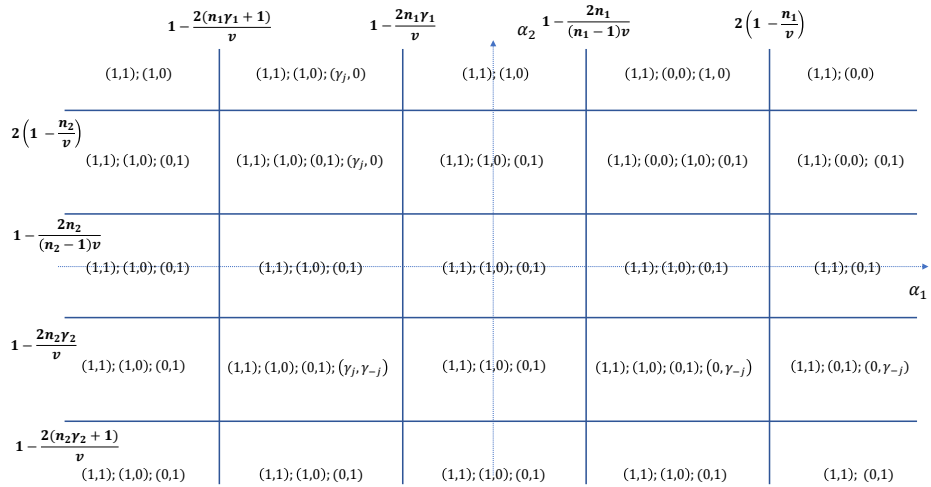 1 − 2(n₁γ₁ + 1)/v    1 − 2n₁γ₁/v    α₂    1 − 2n₁/((n₁ − 1)v)    2(1 − n₁/v)
(1,1); (1,0)    (1,1); (1,0); (γⱼ, 0)    (1,1); (1,0)    (1,1); (0,0); (1,0)    (1,1); (0,0)
2(1 − n₂/v)
(1,1); (1,0); (0,1)    (1,1); (1,0); (0,1); (γⱼ, 0)    (1,1); (1,0); (0,1)    (1,1); (0,0); (1,0); (0,1)    (1,1); (0,0); (0,1)
1 − 2n₂/((n₂ − 1)v)
(1,1); (1,0); (0,1)    (1,1); (1,0); (0,1)    (1,1); (1,0); (0,1)    (1,1); (1,0); (0,1)    (1,1); (0,1)
α₁
1 − 2n₂γ₂/v
(1,1); (1,0); (0,1)    (1,1); (1,0); (0,1); (γⱼ, γ₋ⱼ)    (1,1); (1,0); (0,1)    (1,1); (1,0); (0,1); (0, γ₋ⱼ)    (1,1); (0,1); (0, γ₋ⱼ)
1 − 2(n₂γ₂ + 1)/v
(1,1); (1,0); (0,1)    (1,1); (1,0); (0,1)    (1,1); (1,0); (0,1)    (1,1); (1,0); (0,1)    (1,1); (0,1)